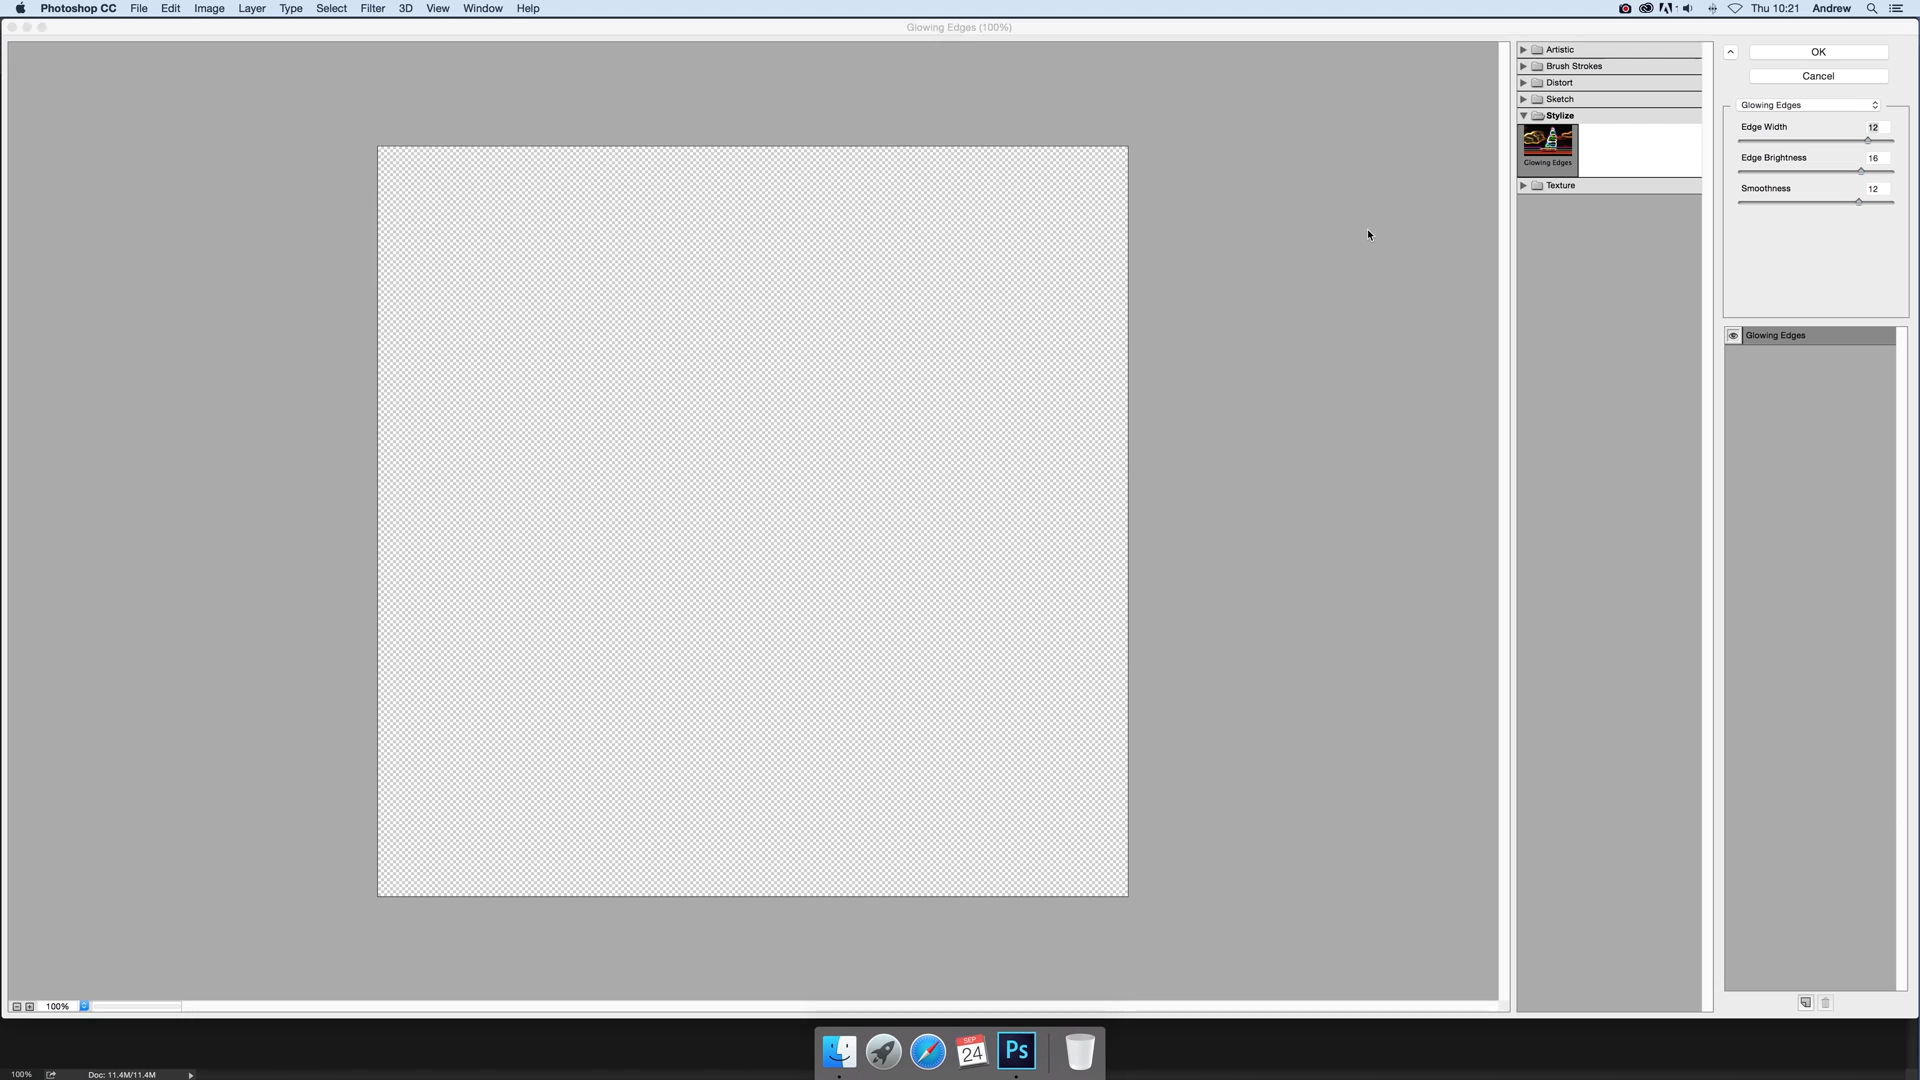 Photoshop CC File Edit Image Layer Type Select Filter 3D View Window Help Thu 10:21 Andrew
Glowing Edges (100%)
Artistic
Brush Strokes
Distort
Sketch
Stylize
Glowing Edges
Texture
OK
Cancel
Glowing Edges
Edge Width 12
Edge Brightness 16
Smoothness 12
Glowing Edges
100%
SEP
24
Ps
100% Doc: 11.4M/11.4M